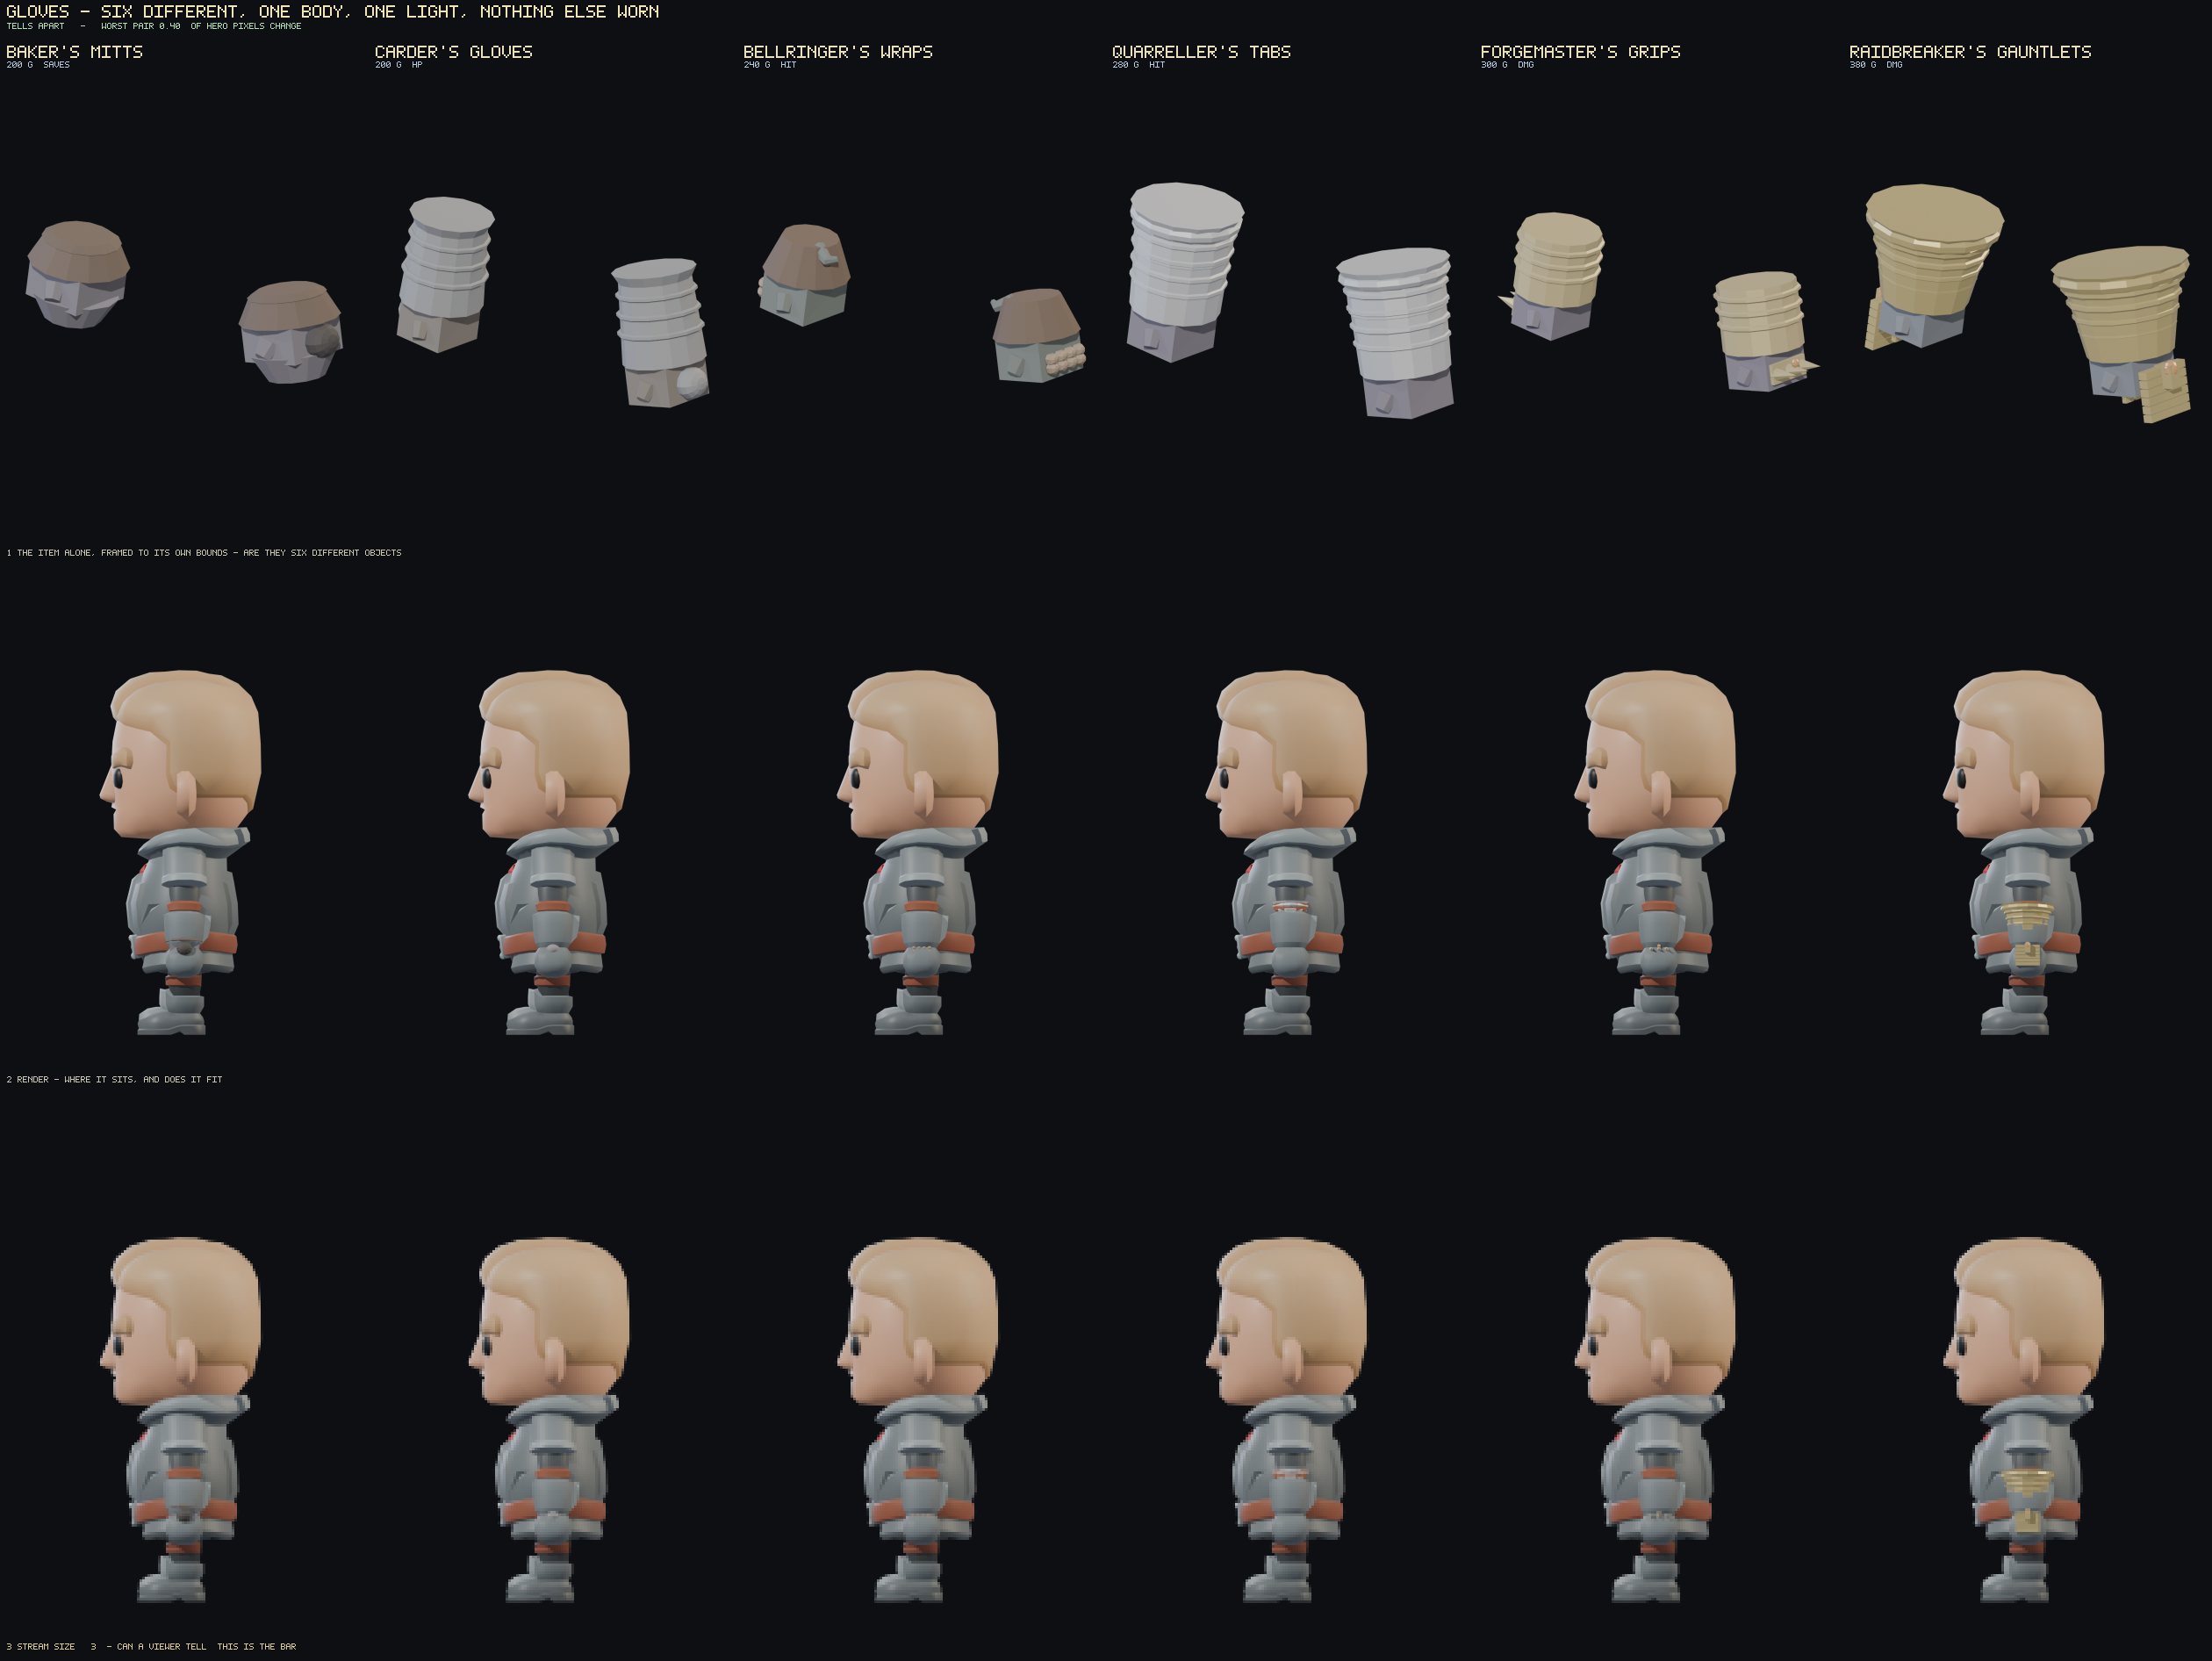 GLOVES - SIX DIFFERENT, ONE BODY, ONE LIGHT, NOTHING ELSE WORN
TELLS APART - WORST PAIR 0.40 OF HERO PIXELS CHANGE
BAKER'S MITTS
200 G SAVES
CARDER'S GLOVES
200 G HP
BELLRINGER'S WRAPS
240 G HIT
QUARRELLER'S TABS
280 G HIT
FORGEMASTER'S GRIPS
300 G DMG
RAIDBREAKER'S GAUNTLETS
380 G DMG
1 THE ITEM ALONE, FRAMED TO ITS OWN BOUNDS - ARE THEY SIX DIFFERENT OBJECTS
2 RENDER - WHERE IT SITS, AND DOES IT FIT
3 STREAM SIZE 3 - CAN A VIEWER TELL THIS IS THE BAR